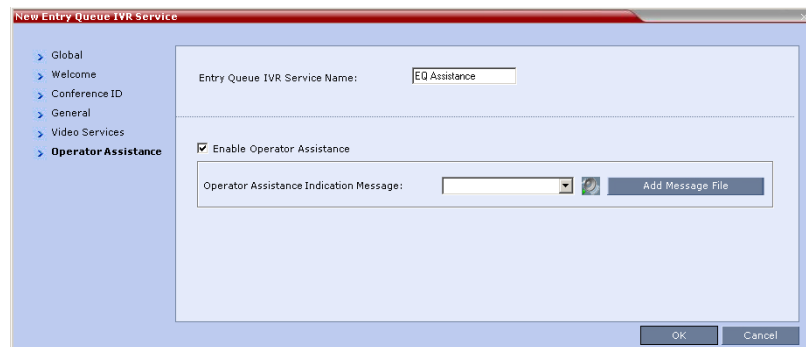 New Entry Queue IVR Service
Global
Welcome
Conference ID
General
Video Services
Operator Assistance
Entry Queue IVR Service Name: EQ Assistance
Enable Operator Assistance
Operator Assistance Indication Message: Add Message File
OK Cancel